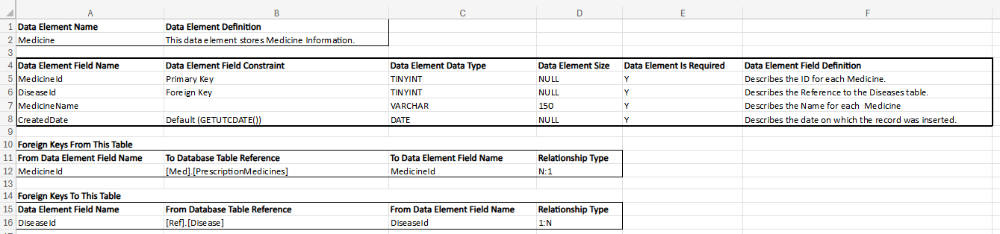 A B C D E F
1 Data Element Name Data Element Definition
2 Medicine This data element stores Medicine Information.
3
4 Data Element Field Name Data Element Field Constraint Data Element Data Type Data Element Size Data Element Is Required Data Element Field Definition
5 MedicineId Primary Key TINYINT NULL Y Describes the ID for each Medicine.
6 DiseaseId Foreign Key TINYINT NULL Y Describes the Reference to the Diseases table.
7 MedicineName VARCHAR 150 Y Describes the Name for each Medicine
8 CreatedDate Default (GETUTCDATE()) DATE NULL Y Describes the date on which the record was inserted.
9
10 Foreign Keys From This Table
11 From Data Element Field Name To Database Table Reference To Data Element Field Name Relationship Type
12 MedicineId [Med].[PrescriptionMedicines] MedicineId N:1
13
14 Foreign Keys To This Table
15 Data Element Field Name From Database Table Reference From Data Element Field Name Relationship Type
16 DiseaseId [Ref].[Disease] DiseaseId 1:N